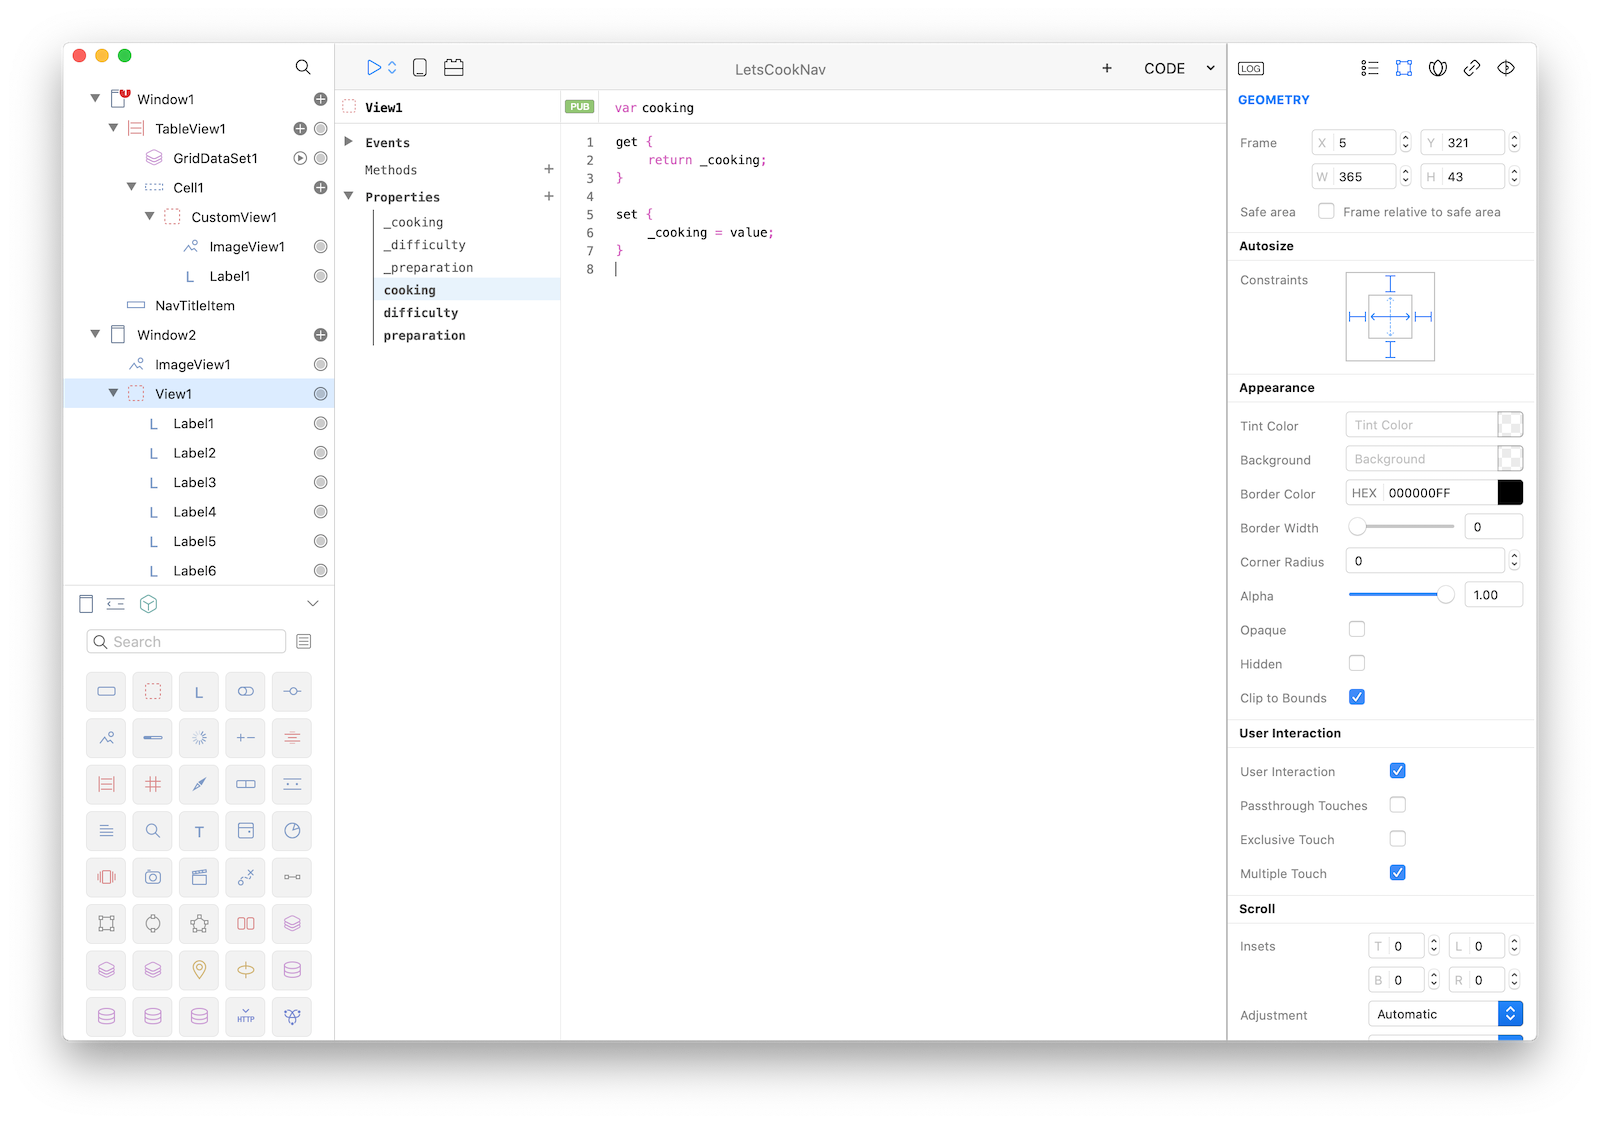 LetsCookNav
CODE
LOG
Window1
TableView1
GridDataSet1
Cell1
CustomView1
ImageView1
L Label1
NavTitleItem
Window2
ImageView1
View1
L Label1
L Label2
L Label3
L Label4
L Label5
L Label6
Search
L
T
HTTP
View1
Events
Methods
Properties
_cooking
_difficulty
_preparation
cooking
difficulty
preparation
PUB var cooking
1 get {
2 return _cooking;
3 }
4
5 set {
6 _cooking = value;
7 }
8
GEOMETRY
Frame X 5 Y 321
W 365 H 43
Safe area Frame relative to safe area
Autosize
Constraints
Appearance
Tint Color Tint Color
Background Background
Border Color HEX 000000FF
Border Width 0
Corner Radius 0
Alpha 1.00
Opaque
Hidden
Clip to Bounds
User Interaction
User Interaction
Passthrough Touches
Exclusive Touch
Multiple Touch
Scroll
Insets T 0 L 0
B 0 R 0
Adjustment Automatic